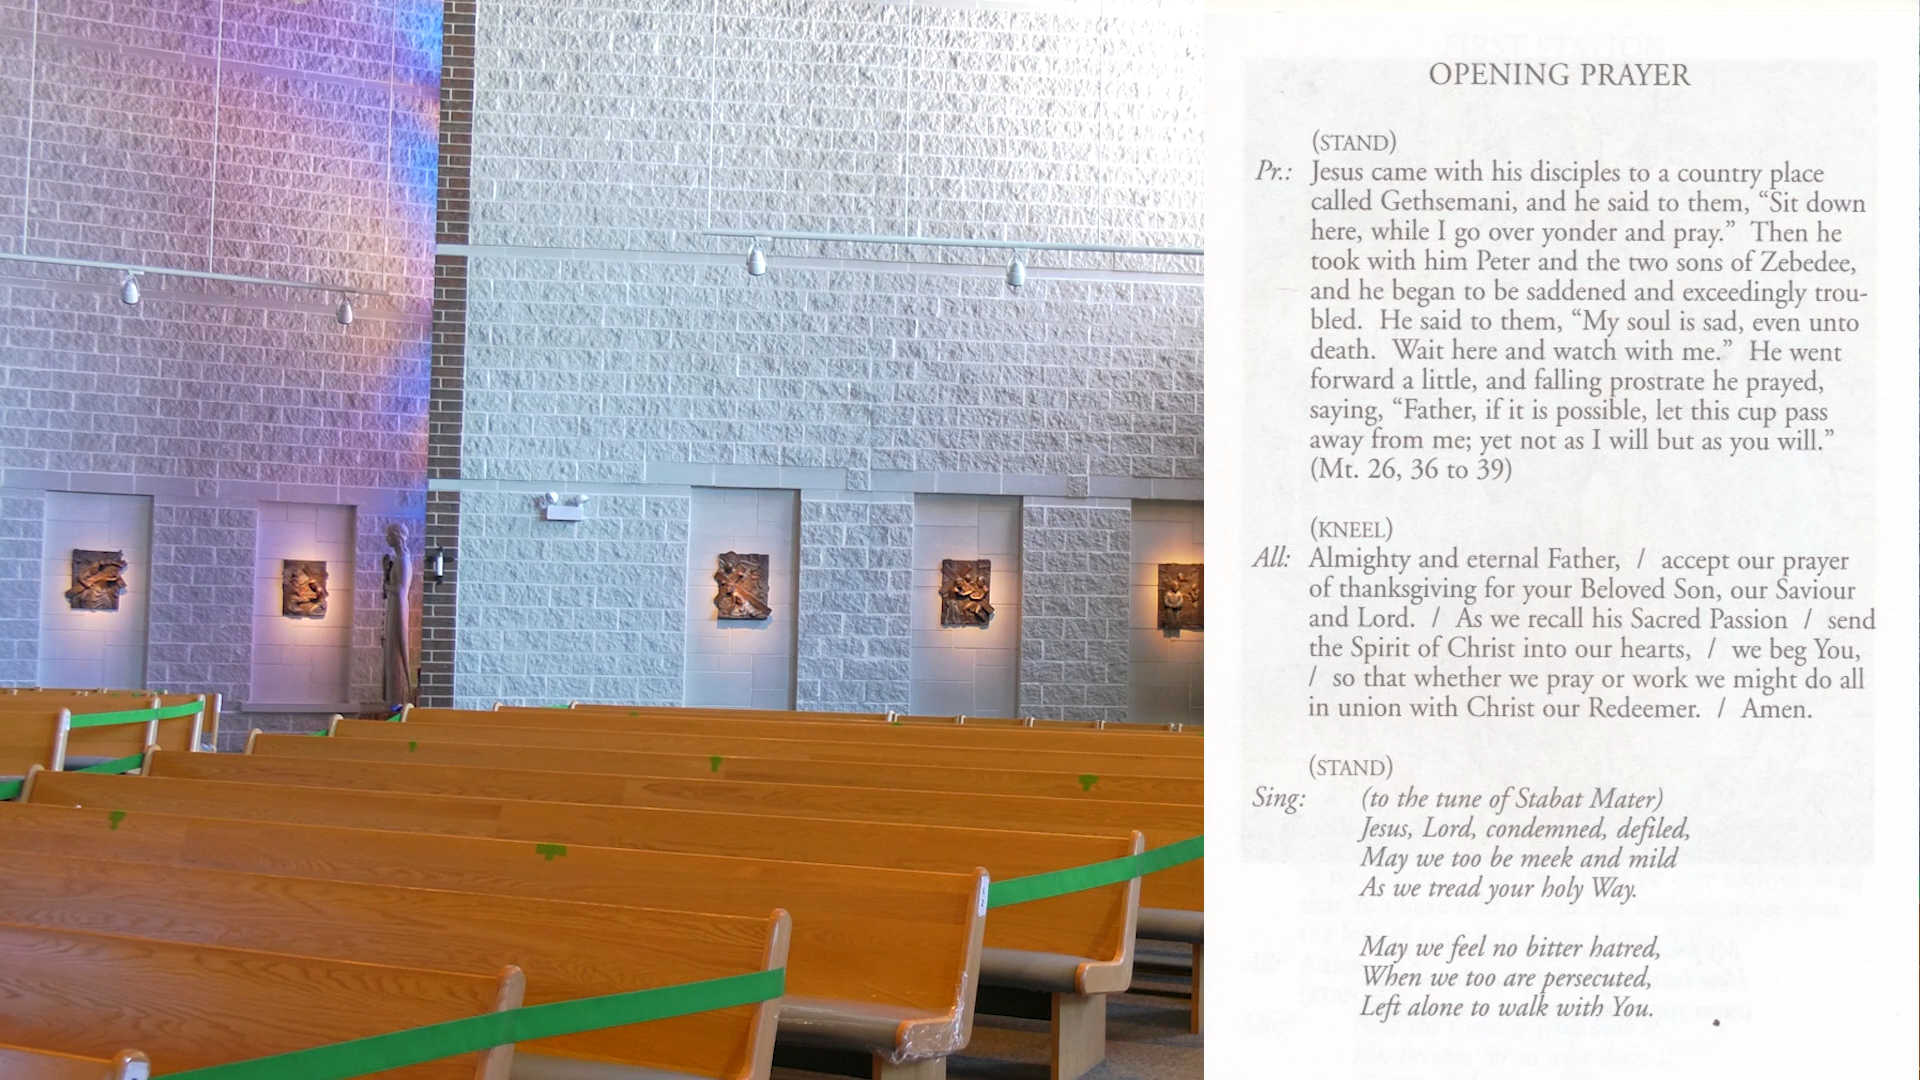 OPENING PRAYER
(STAND)
Pr.: Jesus came with his disciples to a country place
called Gethsemani, and he said to them, “Sit down
here, while I go over yonder and pray.” Then he
took with him Peter and the two sons of Zebedee,
and he began to be saddened and exceedingly trou-
bled. He said to them, “My soul is sad, even unto
death. Wait here and watch with me.” He went
forward a little, and falling prostrate he prayed,
saying, “Father, if it is possible, let this cup pass
away from me; yet not as I will but as you will.”
(Mt. 26, 36 to 39)
(KNEEL)
All: Almighty and eternal Father, / accept our prayer
of thanksgiving for your Beloved Son, our Saviour
and Lord. / As we recall his Sacred Passion / send
the Spirit of Christ into our hearts, / we beg You,
/ so that whether we pray or work we might do all
in union with Christ our Redeemer. / Amen.
(STAND)
Sing: (to the tune of Stabat Mater)
Jesus, Lord, condemned, defiled,
May we too be meek and mild
As we tread your holy Way.
May we feel no bitter hatred,
When we too are persecuted,
Left alone to walk with You.